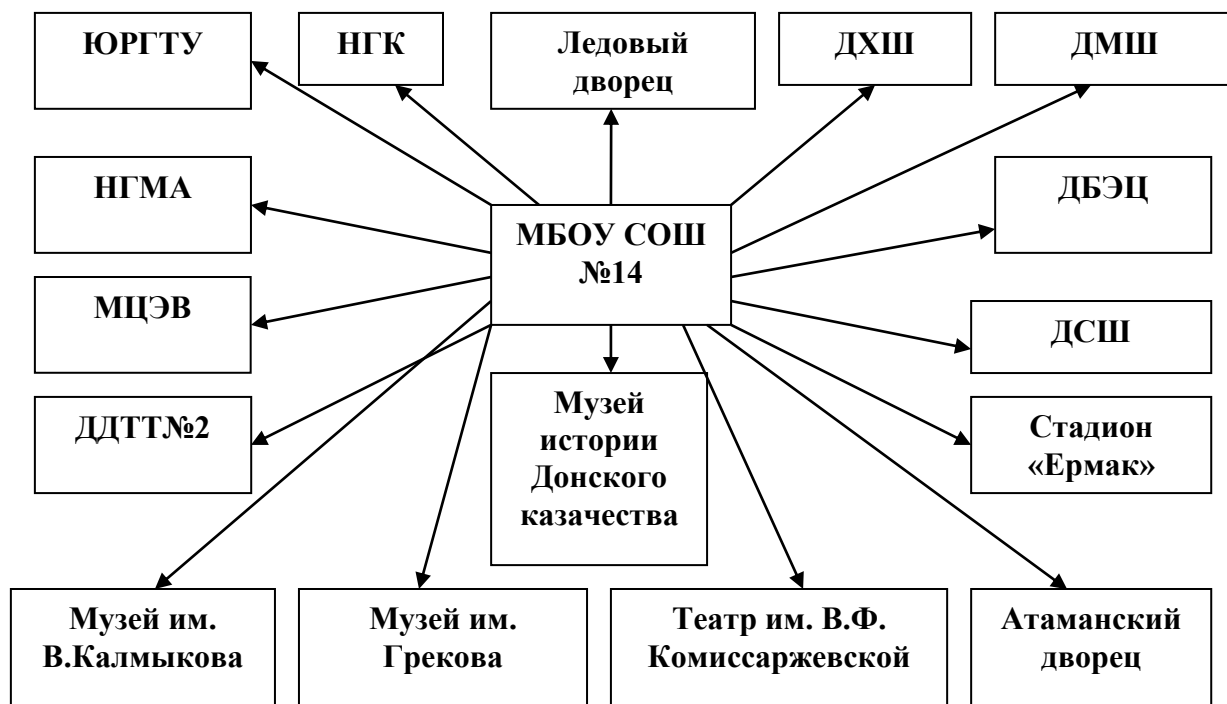 ЮРГТУ
НГК
Ледовый
дворец
ДХШ
ДМШ
НГМА
МБОУ СОШ
№14
ДБЭЦ
МЦЭВ
ДСШ
ДДТТ№2
Музей
истории
Донского
казачества
Стадион
«Ермак»
Музей им.
В.Калмыкова
Музей им.
Грекова
Театр им. В.Ф.
Комиссаржевской
Атаманский
дворец